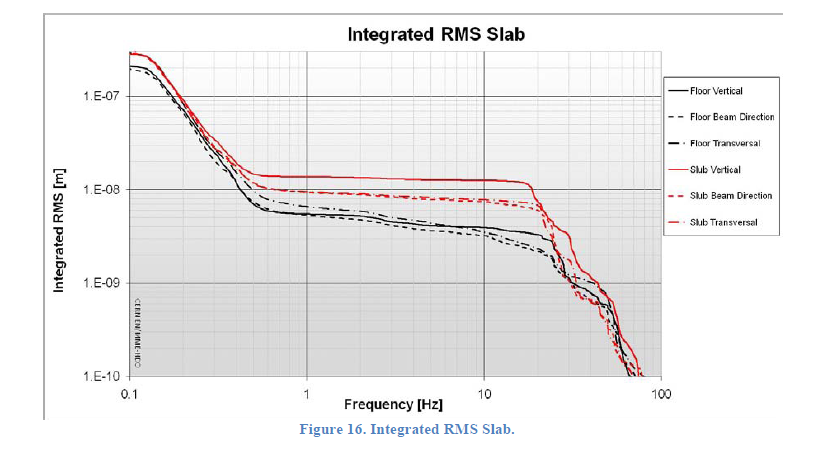 Integrated RMS Slab
1.E-07
1.E-08
1.E-09
1.E-10
Integrated RMS [m]
0.1
1
10
100
Frequency [Hz]
Floor Vertical
Floor Beam Direction
Floor Transversal
Slub Vertical
Slub Beam Direction
Slub Transversal
Figure 16. Integrated RMS Slab.